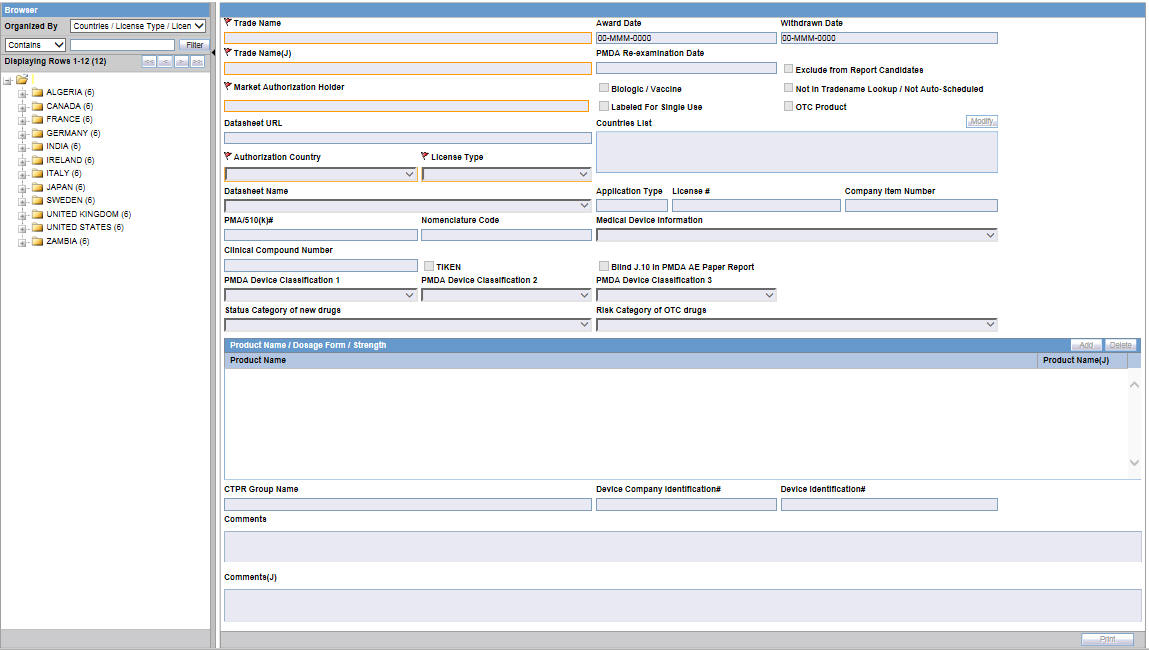 Browser
Organized By Countries / License Type / Licen
Contains Filter
Displaying Rows 1-12 (12) << < > >>
ALGERIA (6)
CANADA (6)
FRANCE (6)
GERMANY (6)
INDIA (6)
IRELAND (6)
ITALY (6)
JAPAN (6)
SWEDEN (6)
UNITED KINGDOM (6)
UNITED STATES (6)
ZAMBIA (6)
Trade Name Award Date Withdrawn Date
00-MMM-0000 00-MMM-0000
Trade Name(J) PMDA Re-examination Date
Exclude from Report Candidates
Market Authorization Holder Biologic / Vaccine Not in Tradename Lookup / Not Auto-Scheduled
Labeled For Single Use OTC Product
Datasheet URL Countries List Modify
Authorization Country License Type
Datasheet Name Application Type License # Company Item Number
PMA/510(k)# Nomenclature Code Medical Device Information
Clinical Compound Number
TIKEN Blind J.10 in PMDA AE Paper Report
PMDA Device Classification 1 PMDA Device Classification 2 PMDA Device Classification 3
Status Category of new drugs Risk Category of OTC drugs
Product Name / Dosage Form / Strength Add Delete
Product Name Product Name(J)
CTPR Group Name Device Company Identification# Device Identification#
Comments
Comments(J)
Print